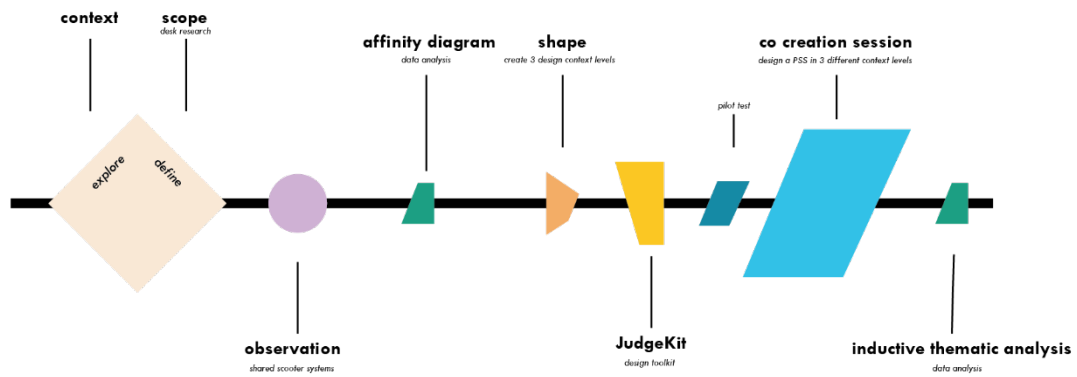 context
scope
desk research
affinity diagram
data analysis
shape
create 3 design context levels
co creation session
design a PSS in 3 different context levels
pilot test
explore
define
observation
shared scooter systems
JudgeKit
design toolkit
inductive thematic analysis
data analysis